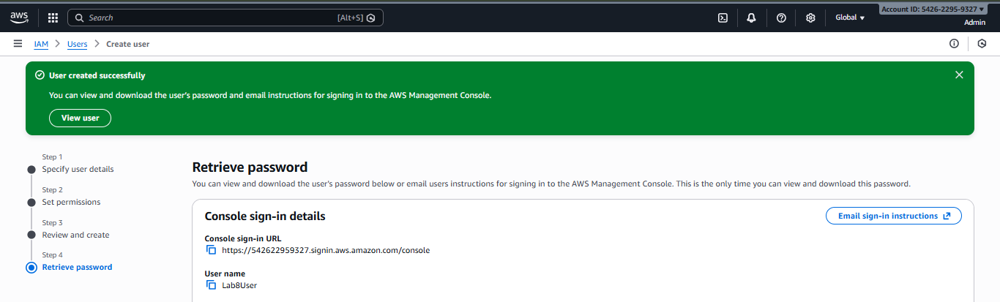 aws
Search [Alt+S]
Global
Account ID: 5426-2295-9327
Admin
IAM Users Create user
User created successfully
You can view and download the user's password and email instructions for signing in to the AWS Management Console.
View user
Step 1
Specify user details
Step 2
Set permissions
Step 3
Review and create
Step 4
Retrieve password
Retrieve password
You can view and download the user's password below or email users instructions for signing in to the AWS Management Console. This is the only time you can view and download this password.
Console sign-in details
Email sign-in instructions
Console sign-in URL
https://542622959327.signin.aws.amazon.com/console
User name
Lab8User